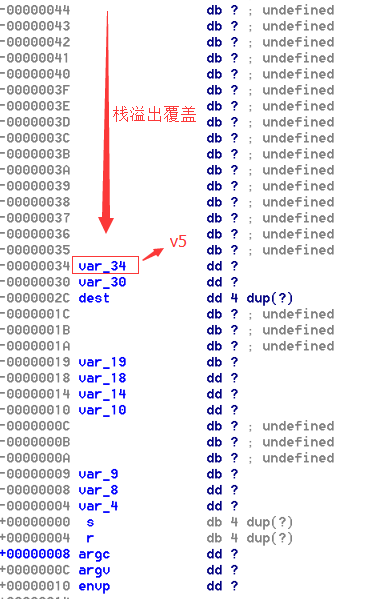 -00000044 db ? ; undefined
-00000043 db ? ; undefined
-00000042 db ? ; undefined
-00000041 db ? ; undefined
-00000040 db ? ; undefined
-0000003F db ? ; undefined
-0000003E db ? ; undefined
-0000003D db ? ; undefined
栈溢出覆盖
-0000003C db ? ; undefined
-0000003B db ? ; undefined
-0000003A db ? ; undefined
-00000039 db ? ; undefined
-00000038 db ? ; undefined
-00000037 db ? ; undefined
-00000036 db ? ; undefined
-00000035 db ? ; undefined
v5
-00000034 var_34 dd ?
-00000030 var_30 dd ?
-0000002C dest dd 4 dup(?)
-0000001C db ? ; undefined
-0000001B db ? ; undefined
-0000001A db ? ; undefined
-00000019 var_19 dd ?
-00000018 var_18 dd ?
-00000014 var_14 dd ?
-00000010 var_10 dd ?
-0000000C db ? ; undefined
-0000000B db ? ; undefined
-0000000A db ? ; undefined
-00000009 var_9 dd ?
-00000008 var_8 dd ?
-00000004 var_4 dd ?
+00000000 s db 4 dup(?)
+00000004 r db 4 dup(?)
+00000008 argc dd ?
+0000000C argv dd ?
+00000010 envp dd ?